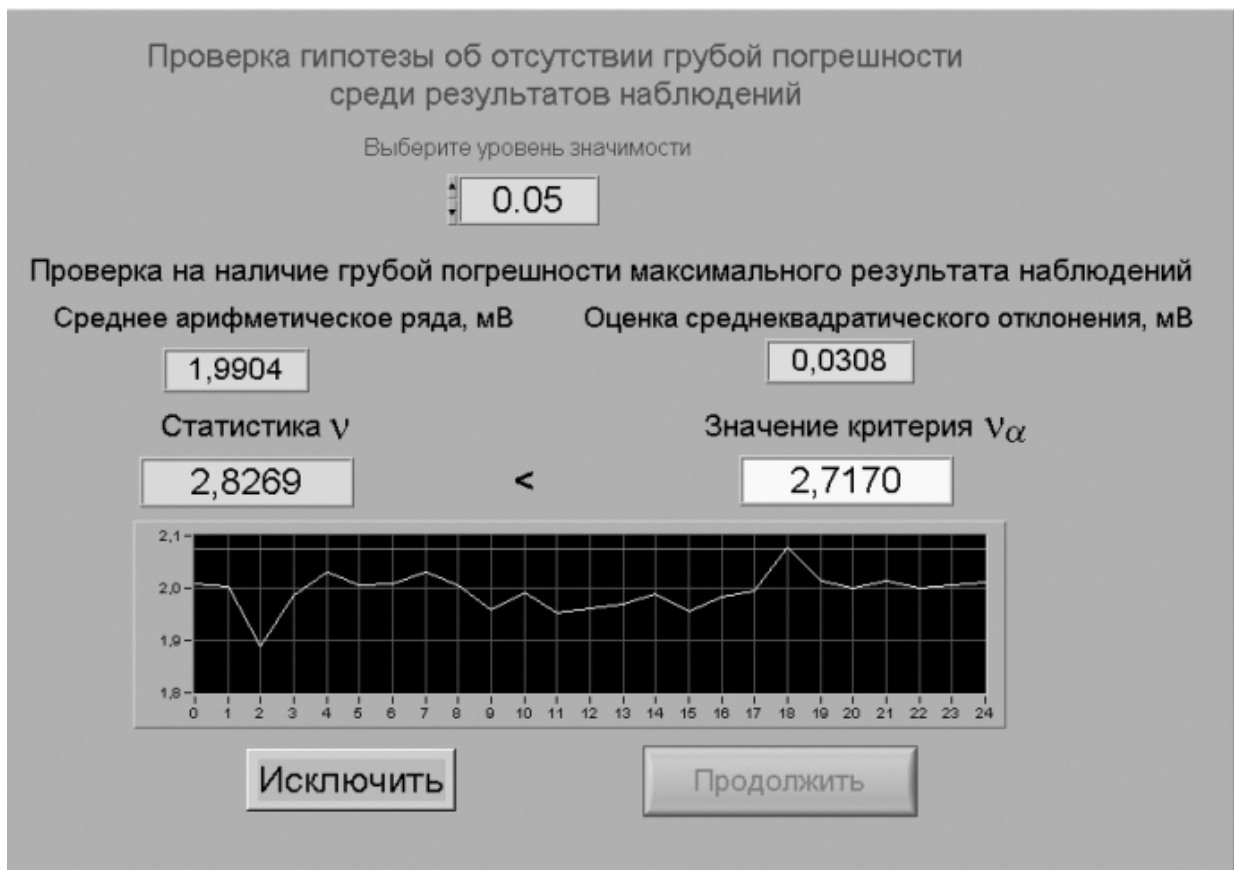 Проверка гипотезы об отсутствии грубой погрешности
среди результатов наблюдений
Выберите уровень значимости
0.05
Проверка на наличие грубой погрешности максимального результата наблюдений
Среднее арифметическое ряда, мВ Оценка среднеквадратического отклонения, мВ
1,9904 0,0308
Статистика ν Значение критерия να
2,8269 < 2,7170
2,1
2,0
1,9
1,8
0 1 2 3 4 5 6 7 8 9 10 11 12 13 14 15 16 17 18 19 20 21 22 23 24
Исключить Продолжить